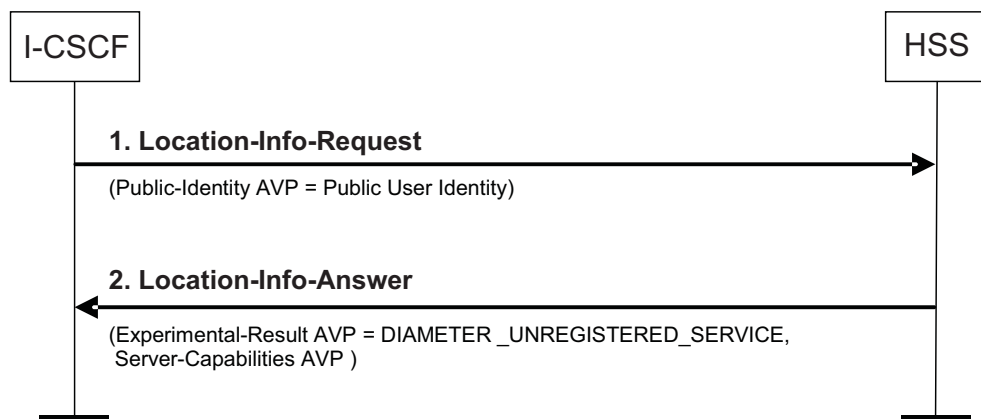 I-CSCF
HSS
1. Location-Info-Request
(Public-Identity AVP = Public User Identity)
2. Location-Info-Answer
(Experimental-Result AVP = DIAMETER _UNREGISTERED_SERVICE,
Server-Capabilities AVP )